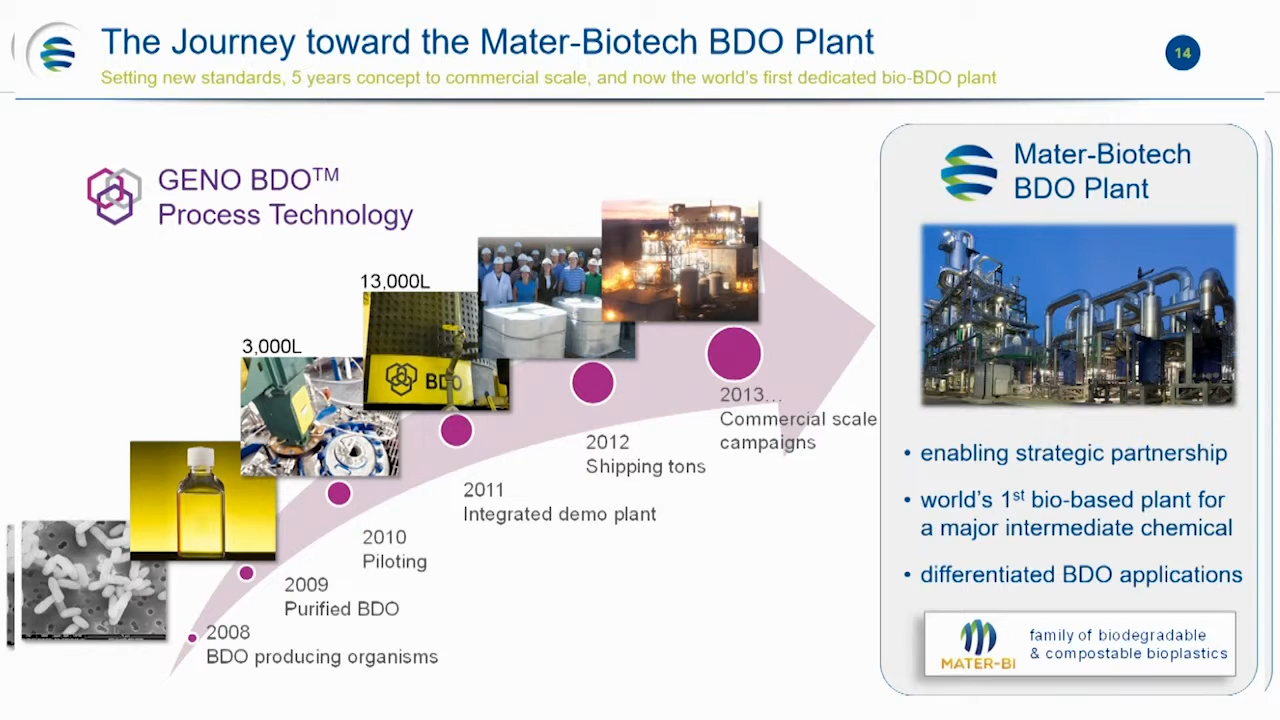 The Journey toward the Mater-Biotech BDO Plant
14
Setting new standards, 5 years concept to commercial scale, and now the world's first dedicated bio-BDO plant
GENO BDO™
Process Technology
13,000L
3,000L
BDO
2013…
Commercial scale
campaigns
2012
Shipping tons
2011
Integrated demo plant
2010
Piloting
2009
Purified BDO
2008
BDO producing organisms
Mater-Biotech
BDO Plant
• enabling strategic partnership
• world's 1st bio-based plant for
a major intermediate chemical
• differentiated BDO applications
MATER-BI
family of biodegradable
& compostable bioplastics